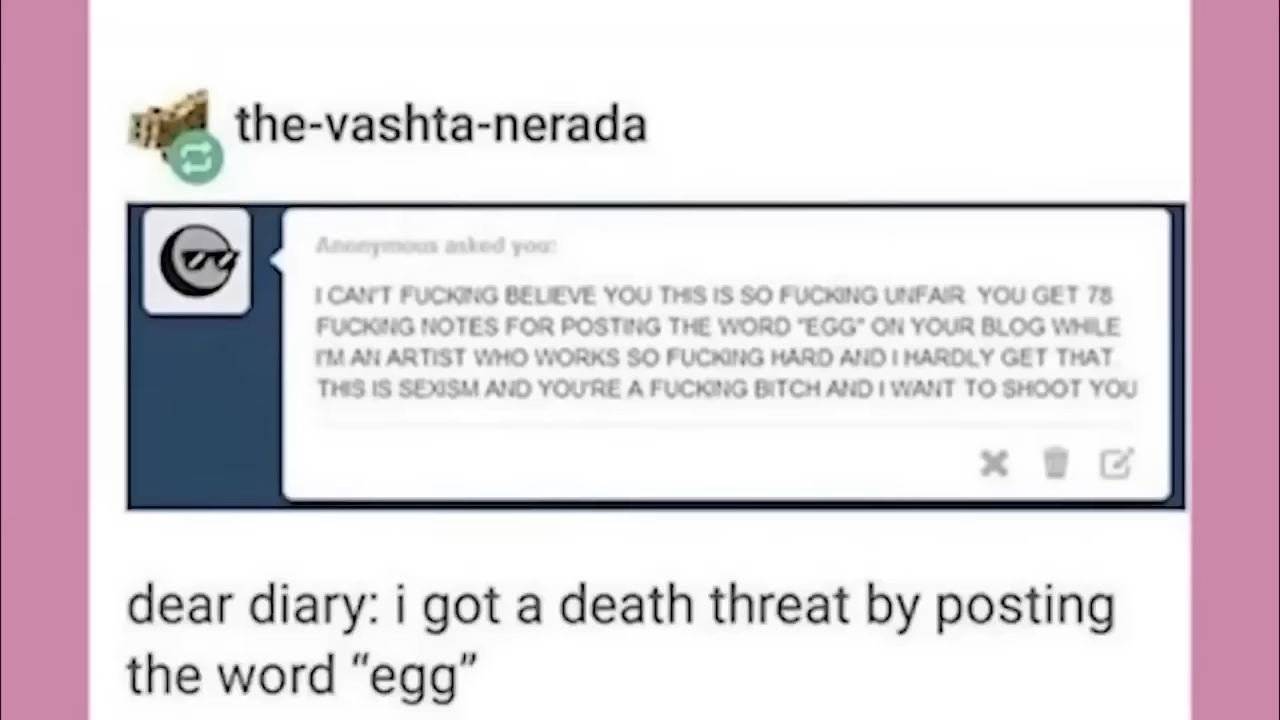 the-vashta-nerada
Anonymous asked you:
I CAN'T FUCKING BELIEVE YOU THIS IS SO FUCKING UNFAIR. YOU GET 78
FUCKING NOTES FOR POSTING THE WORD "EGG" ON YOUR BLOG WHILE
I'M AN ARTIST WHO WORKS SO FUCKING HARD AND I HARDLY GET THAT
THIS IS SEXISM AND YOU'RE A FUCKING BITCH AND I WANT TO SHOOT YOU
dear diary: i got a death threat by posting
the word “egg”